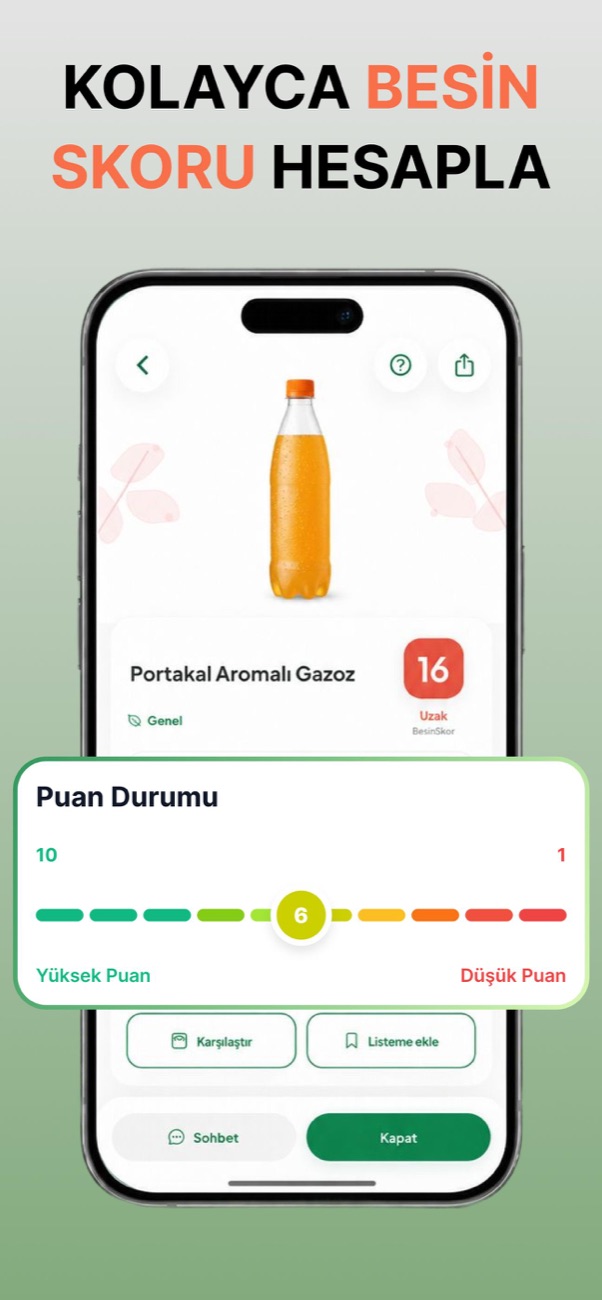 KOLAYCA BESİN
SKORU HESAPLA
Portakal Aromalı Gazoz
16
Genel
Uzak
BesinSkor
Puan Durumu
10
1
6
Yüksek Puan
Düşük Puan
Karşılaştır
Listeme ekle
Sohbet
Kapat